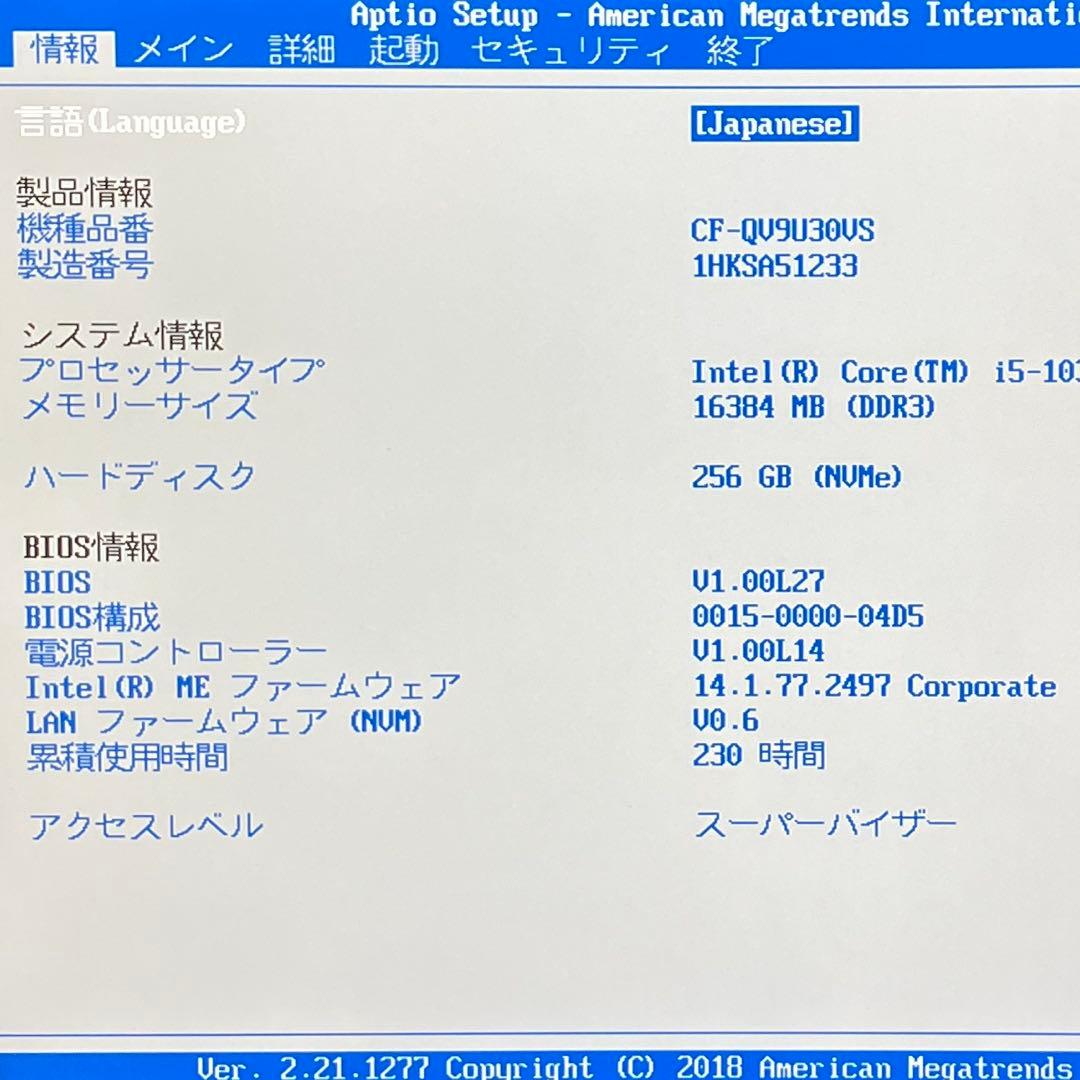 Aptio Setup - American Megatrends
情報 メイン 詳細 起動 セキュリティ 終了
言語(Language) [Japanese]
製品情報
機種品番 CF-QV9U30VS
製造番号 1HKSA51233
システム情報
プロセッサータイプ Intel(R) Core(TM)
メモリーサイズ 16384 MB (DDR3)
ハードディスク 256 GB (NVMe)
BIOS情報
BIOS V1.00L27
BIOS構成 0015-0000-04D5
電源コントローラー V1.00L14
Intel(R) ME ファームウェア 14.1.77.2497 Corporate
LAN ファームウェア (NVM) V0.6
累積使用時間 230 時間
アクセスレベル スーパーバイザー
Ver. 2.21.1277 Copyright (C) 2018 American Megatrends